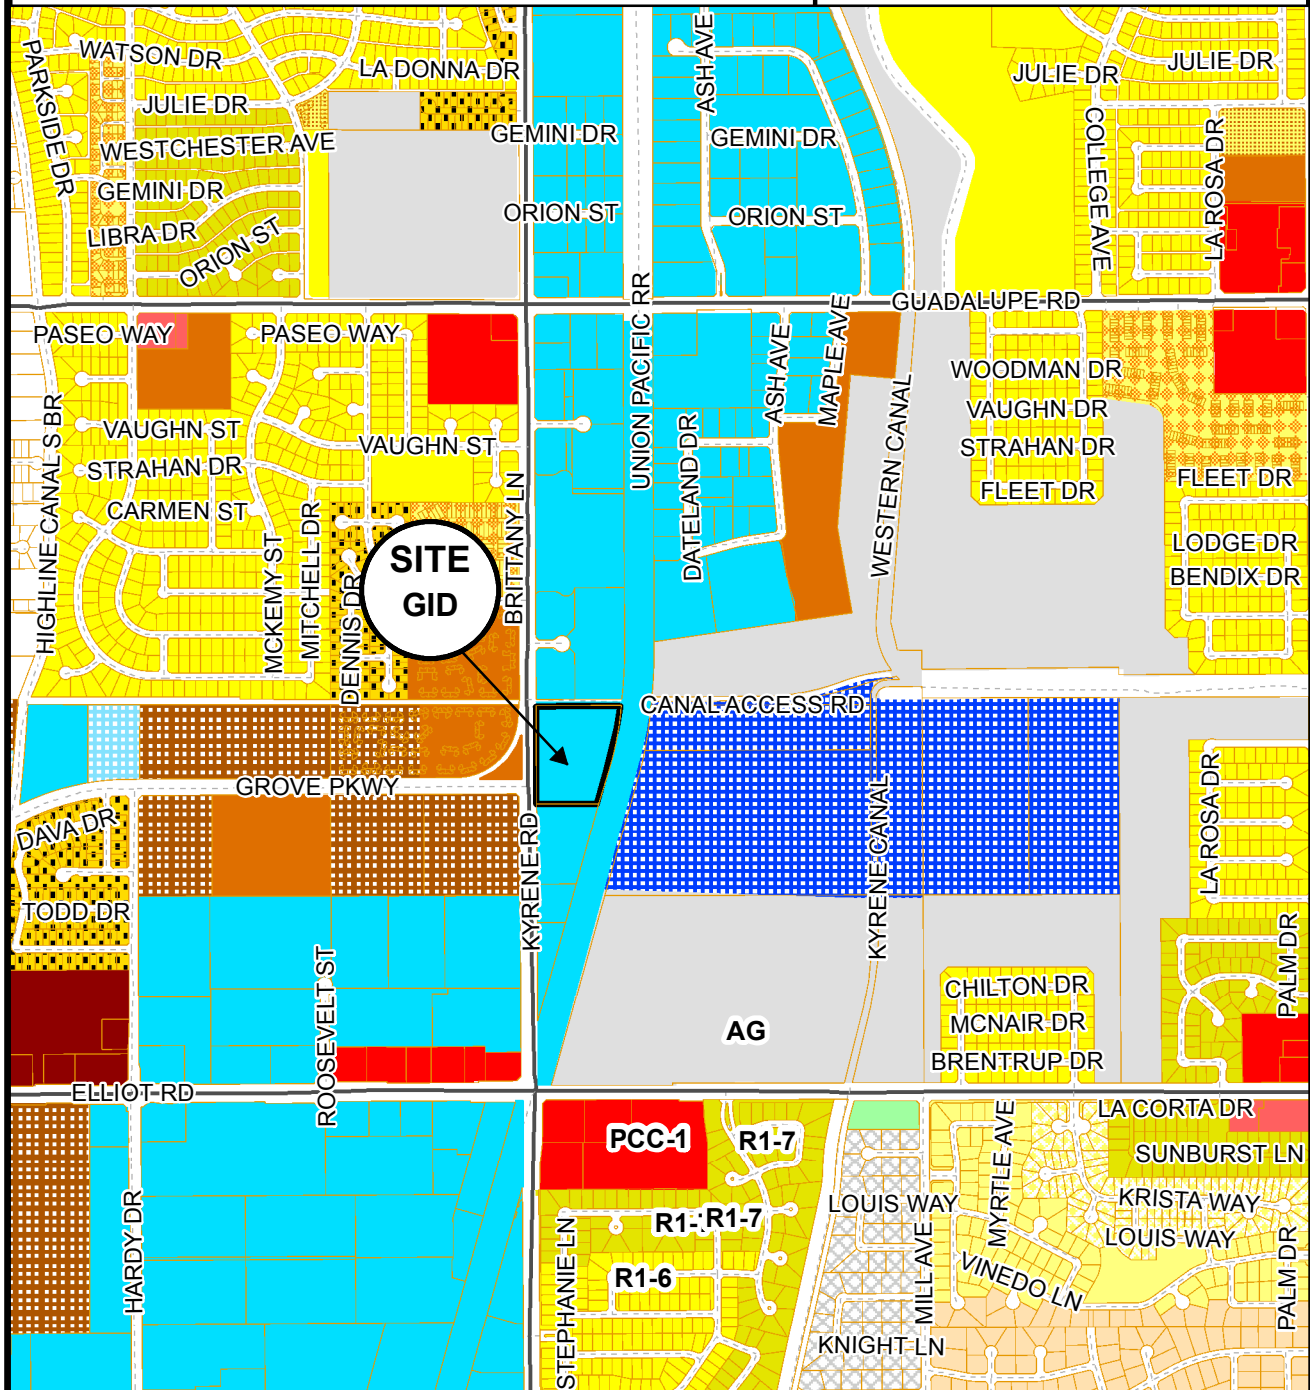 PARKSIDE DR
WATSON DR
LA DONNA DR
ASH AVE
JULIE DR
JULIE DR
JULIE DR
GEMINI DR
GEMINI DR
WESTCHESTER AVE
COLLEGE AVE
LA ROSA DR
GEMINI DR
LIBRA DR
ORION ST
ORION ST
ORION ST
GUADALUPE RD
UNION PACIFIC RR
PASEO WAY
PASEO WAY
ASH AVE
MAPLE AVE
WOODMAN DR
WESTERN CANAL
HIGHLINE CANALS BR
VAUGHN ST
VAUGHN ST
VAUGHN DR
STRAHAN DR
STRAHAN DR
DATELAND DR
FLEET DR
FLEET DR
CARMEN ST
MCKEMY ST
MITCHELL DR
DENNIS DR
SITE
GID
BRITTANY LN
LODGE DR
BENDIX DR
CANAL ACCESS RD
GROVE PKWY
KYRENE RD
KYRENE CANAL
LA ROSA DR
DAVA DR
TODD DR
ROOSEVELT ST
PALM DR
CHILTON DR
MCNAIR DR
BRENTRUP DR
AG
ELLIOT RD
LA CORTA DR
PCC-1
R1-7
SUNBURST LN
MYRTLE AVE
KRISTA WAY
LOUIS WAY
LOUIS WAY
HARDY DR
STEPHANIE LN
R1-
R1-7
R1-6
MILL AVE
VINEDO LN
PALM DR
KNIGHT LN